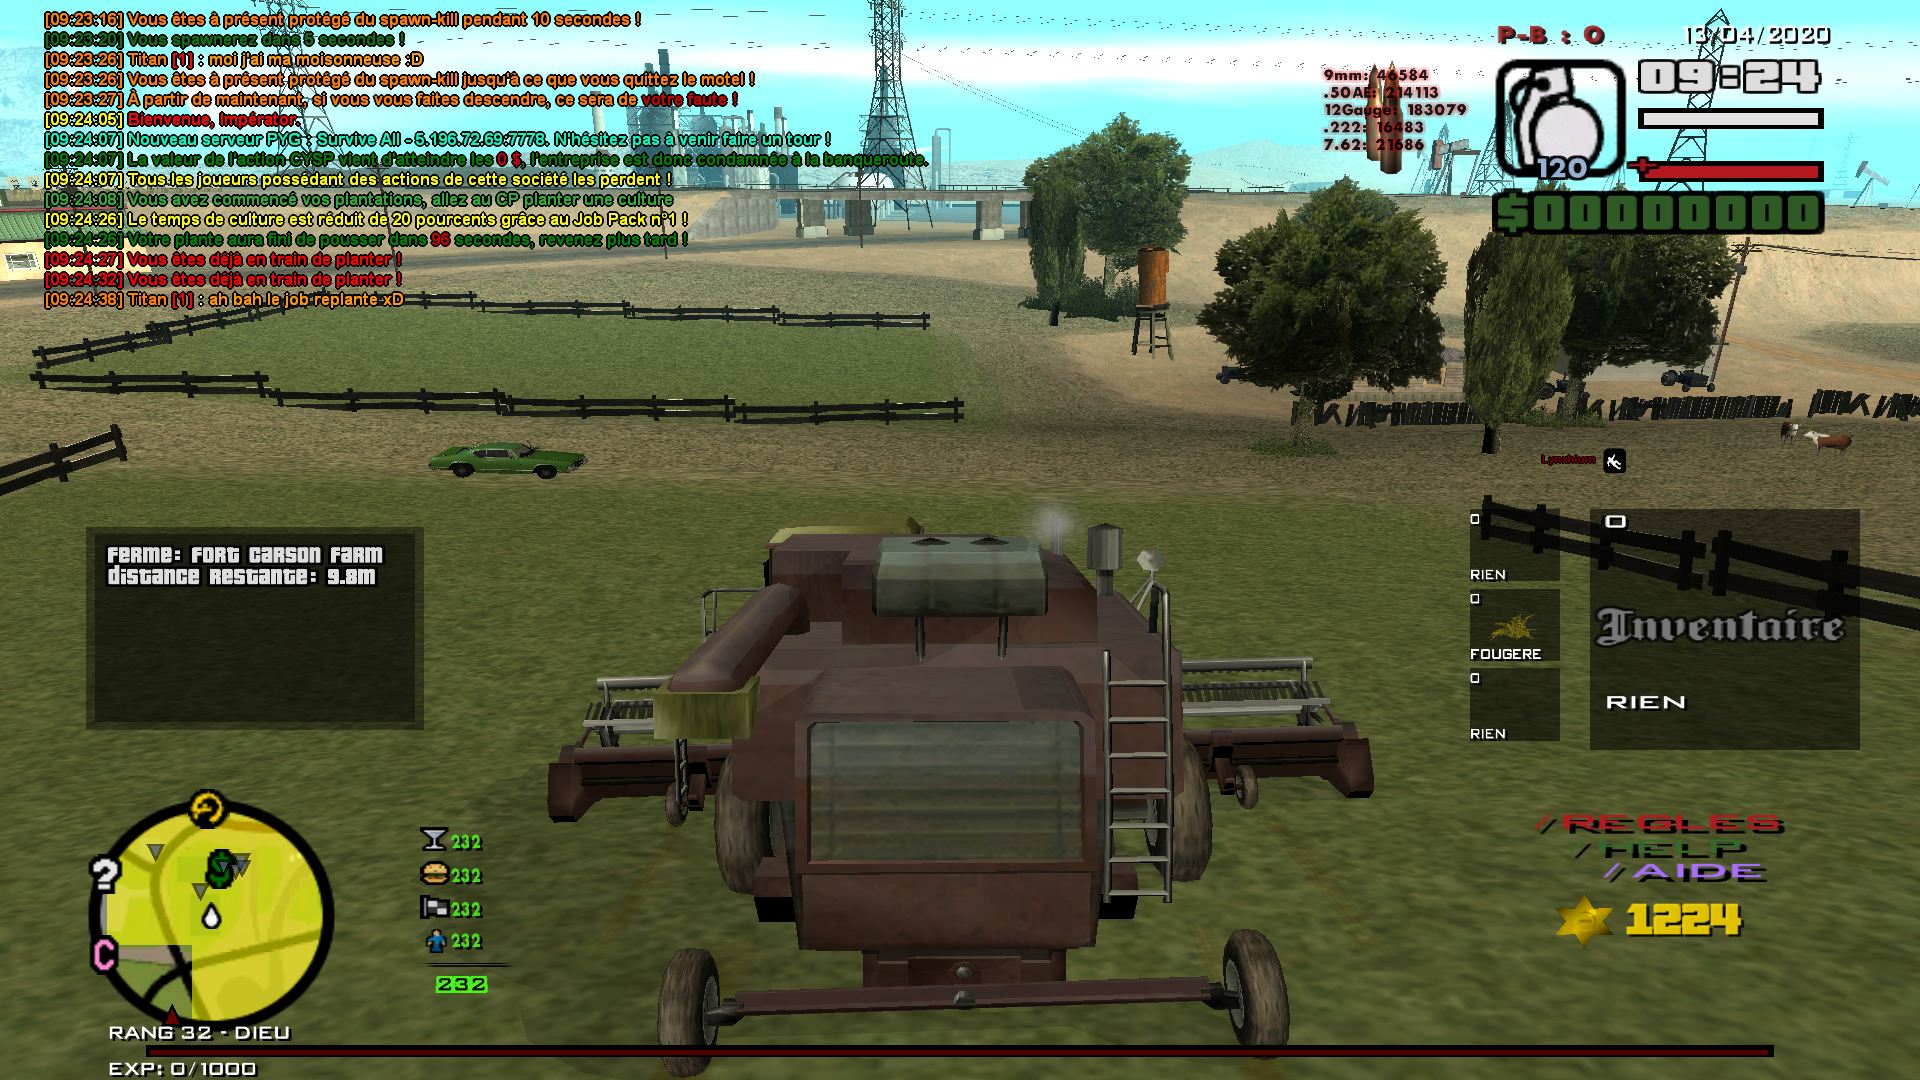 [09:23:16] Vous êtes à présent protégé du spawn-kill pendant 10 secondes !
[09:23:20] Vous spawnerez dans 5 secondes !
[09:23:26] Titan [1] : moi j'ai ma moisonneuse :D
[09:23:26] Vous êtes à présent protégé du spawn-kill jusqu'à ce que vous quittez le motel !
[09:23:27] À partir de maintenant, si vous vous faites descendre, ce sera de votre faute !
[09:24:05] Bienvenue, Impérator.
[09:24:07] Nouveau serveur PYG : Survive All - 5.196.72.69:7778. N'hésitez pas à venir faire un tour !
[09:24:07] La valeur de l'action CYSP vient d'atteindre les 0 $, l'entreprise est donc condamnée à la banqueroute.
[09:24:07] Tous les joueurs possédant des actions de cette société les perdent !
[09:24:08] Vous avez commencé vos plantations, allez au CP planter une culture
[09:24:26] Le temps de culture est réduit de 20 pourcents grâce au Job Pack n°1 !
[09:24:26] Votre plante aura fini de pousser dans 96 secondes, revenez plus tard !
[09:24:27] Vous êtes déjà en train de planter !
[09:24:32] Vous êtes déjà en train de planter !
[09:24:38] Titan [1] : ah bah le job replante xD
P-B : 0
13/04/2020
09:24
9mm: 46584
.50AE: 214113
12Gauge: 183079
.222: 16483
7.62: 21686
120
$00000000
Ferme: Fort Carson Farm
Distance restante: 9.8m
0
RIEN
0
FOUGERE
0
RIEN
0
Inventaire
RIEN
232
232
232
232
232
/REGLES
/HELP
/AIDE
1224
?
$
C
RANG 32 - DIEU
EXP: 0/1000